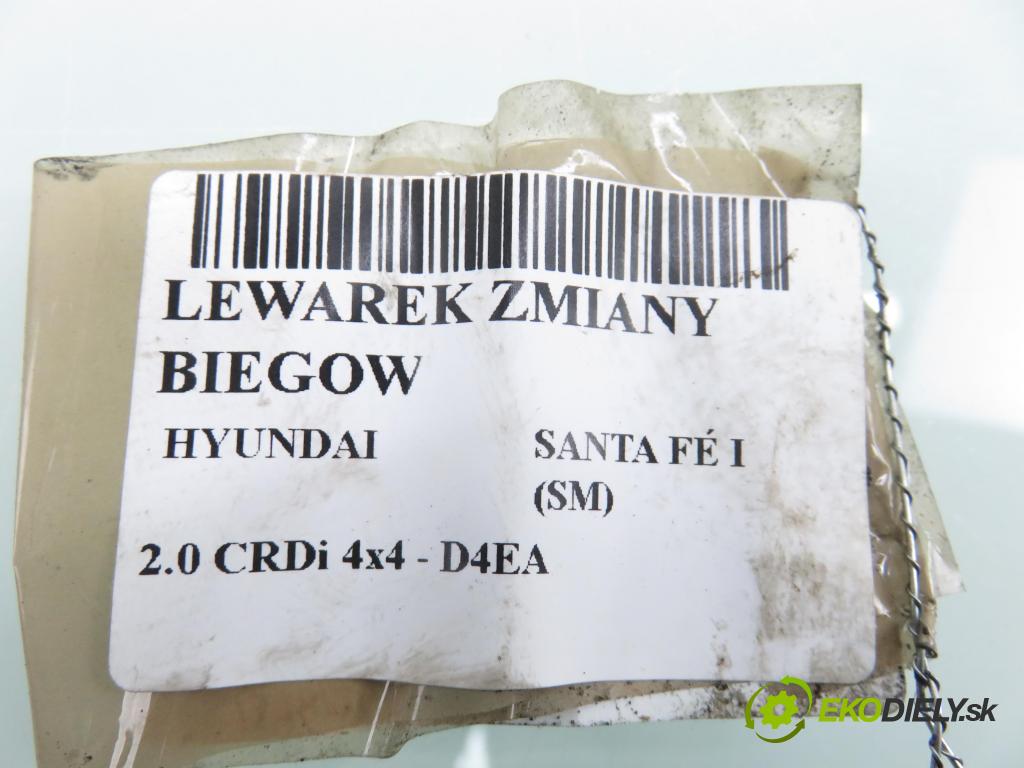 LEWAREK ZMIANY
BIEGOW
HYUNDAI SANTA FÉ I
(SM)
2.0 CRDi 4x4 - D4EA
EKODIELY.sk